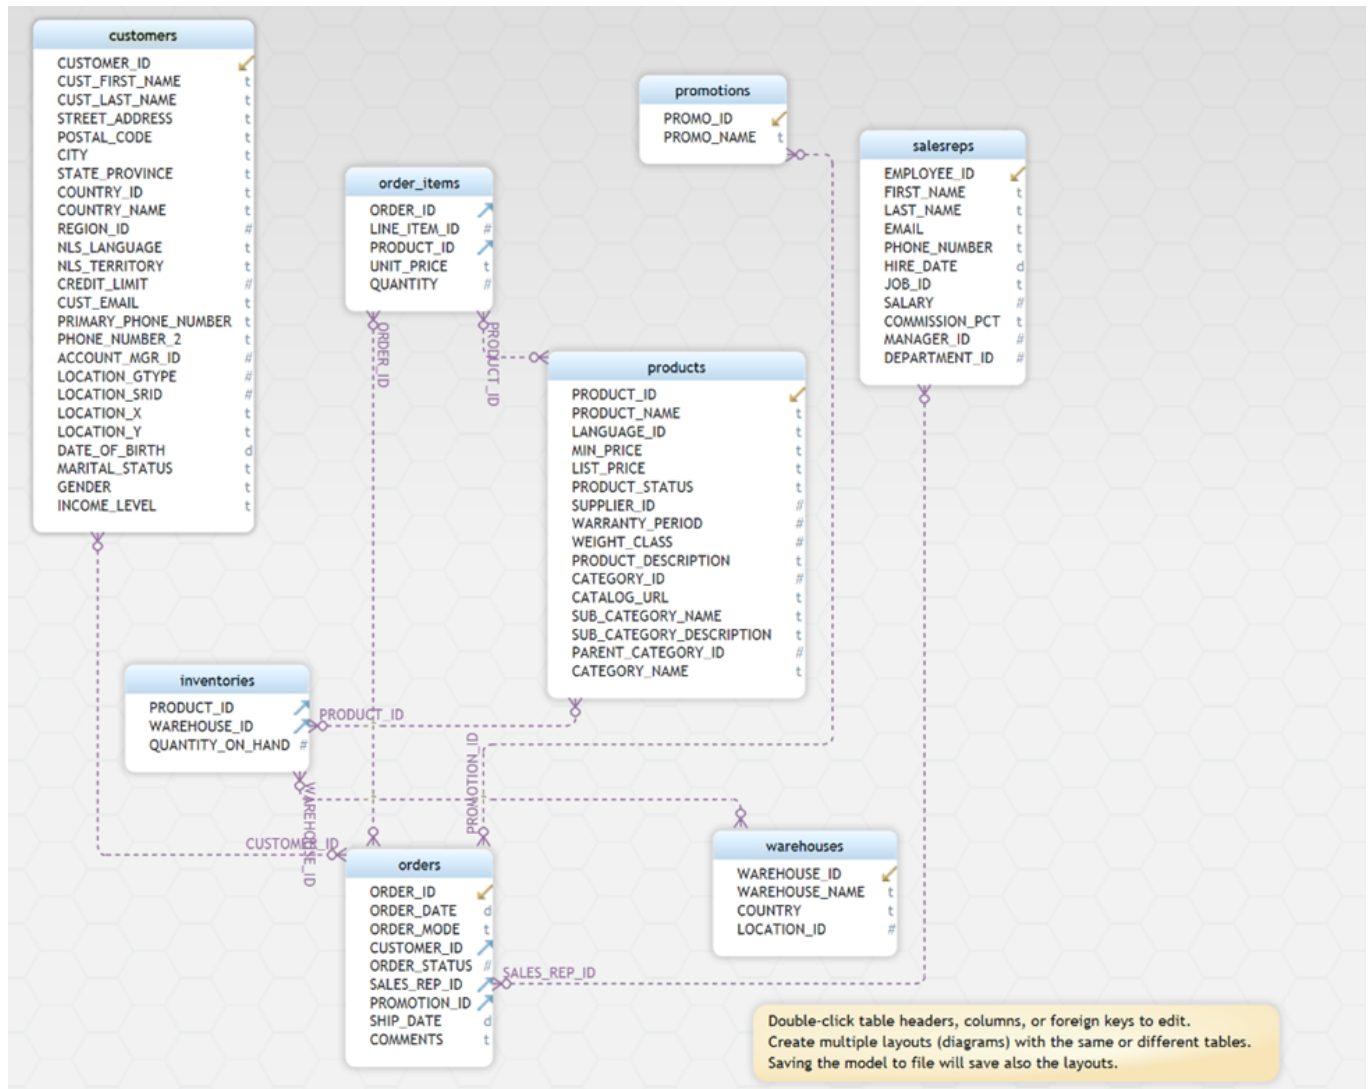 customers
CUSTOMER_ID
CUST_FIRST_NAME t
CUST_LAST_NAME t
STREET_ADDRESS t
POSTAL_CODE t
CITY t
STATE_PROVINCE t
COUNTRY_ID t
COUNTRY_NAME t
REGION_ID #
NLS_LANGUAGE t
NLS_TERRITORY t
CREDIT_LIMIT #
CUST_EMAIL t
PRIMARY_PHONE_NUMBER t
PHONE_NUMBER_2 t
ACCOUNT_MGR_ID #
LOCATION_GTYPE #
LOCATION_SRID #
LOCATION_X t
LOCATION_Y t
DATE_OF_BIRTH d
MARITAL_STATUS t
GENDER t
INCOME_LEVEL t
promotions
PROMO_ID
PROMO_NAME t
salesreps
EMPLOYEE_ID
FIRST_NAME t
LAST_NAME t
EMAIL t
PHONE_NUMBER t
HIRE_DATE d
JOB_ID t
SALARY #
COMMISSION_PCT t
MANAGER_ID #
DEPARTMENT_ID #
order_items
ORDER_ID
LINE_ITEM_ID #
PRODUCT_ID
UNIT_PRICE t
QUANTITY #
ORDER_ID
PRODUCT_ID
products
PRODUCT_ID
PRODUCT_NAME t
LANGUAGE_ID t
MIN_PRICE t
LIST_PRICE t
PRODUCT_STATUS t
SUPPLIER_ID #
WARRANTY_PERIOD #
WEIGHT_CLASS #
PRODUCT_DESCRIPTION t
CATEGORY_ID #
CATALOG_URL t
SUB_CATEGORY_NAME t
SUB_CATEGORY_DESCRIPTION t
PARENT_CATEGORY_ID #
CATEGORY_NAME t
inventories
PRODUCT_ID
WAREHOUSE_ID
QUANTITY_ON_HAND #
PRODUCT_ID
WAREHOUSE_ID
PROMOTION_ID
CUSTOMER_ID
orders
ORDER_ID
ORDER_DATE d
ORDER_MODE t
CUSTOMER_ID
ORDER_STATUS #
SALES_REP_ID
PROMOTION_ID
SHIP_DATE d
COMMENTS t
SALES_REP_ID
warehouses
WAREHOUSE_ID
WAREHOUSE_NAME t
COUNTRY t
LOCATION_ID #
Double-click table headers, columns, or foreign keys to edit.
Create multiple layouts (diagrams) with the same or different tables.
Saving the model to file will save also the layouts.